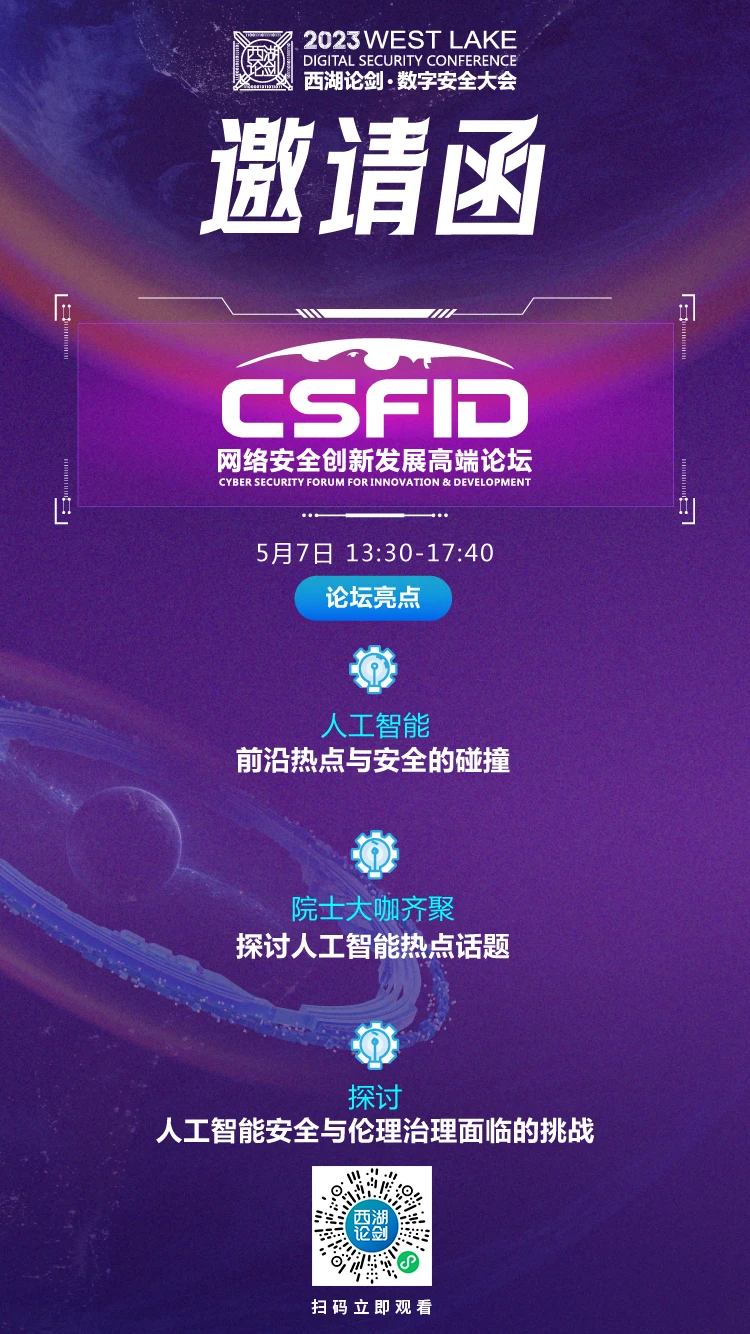 西湖论剑
2023 WEST LAKE
DIGITAL SECURITY CONFERENCE
西湖论剑·数字安全大会
邀请函
CSFID
网络安全创新发展高端论坛
CYBER SECURITY FORUM FOR INNOVATION & DEVELOPMENT
5月7日 13:30-17:40
论坛亮点
人工智能
前沿热点与安全的碰撞
院士大咖齐聚
探讨人工智能热点话题
探讨
人工智能安全与伦理治理面临的挑战
西湖
论剑
扫码立即观看